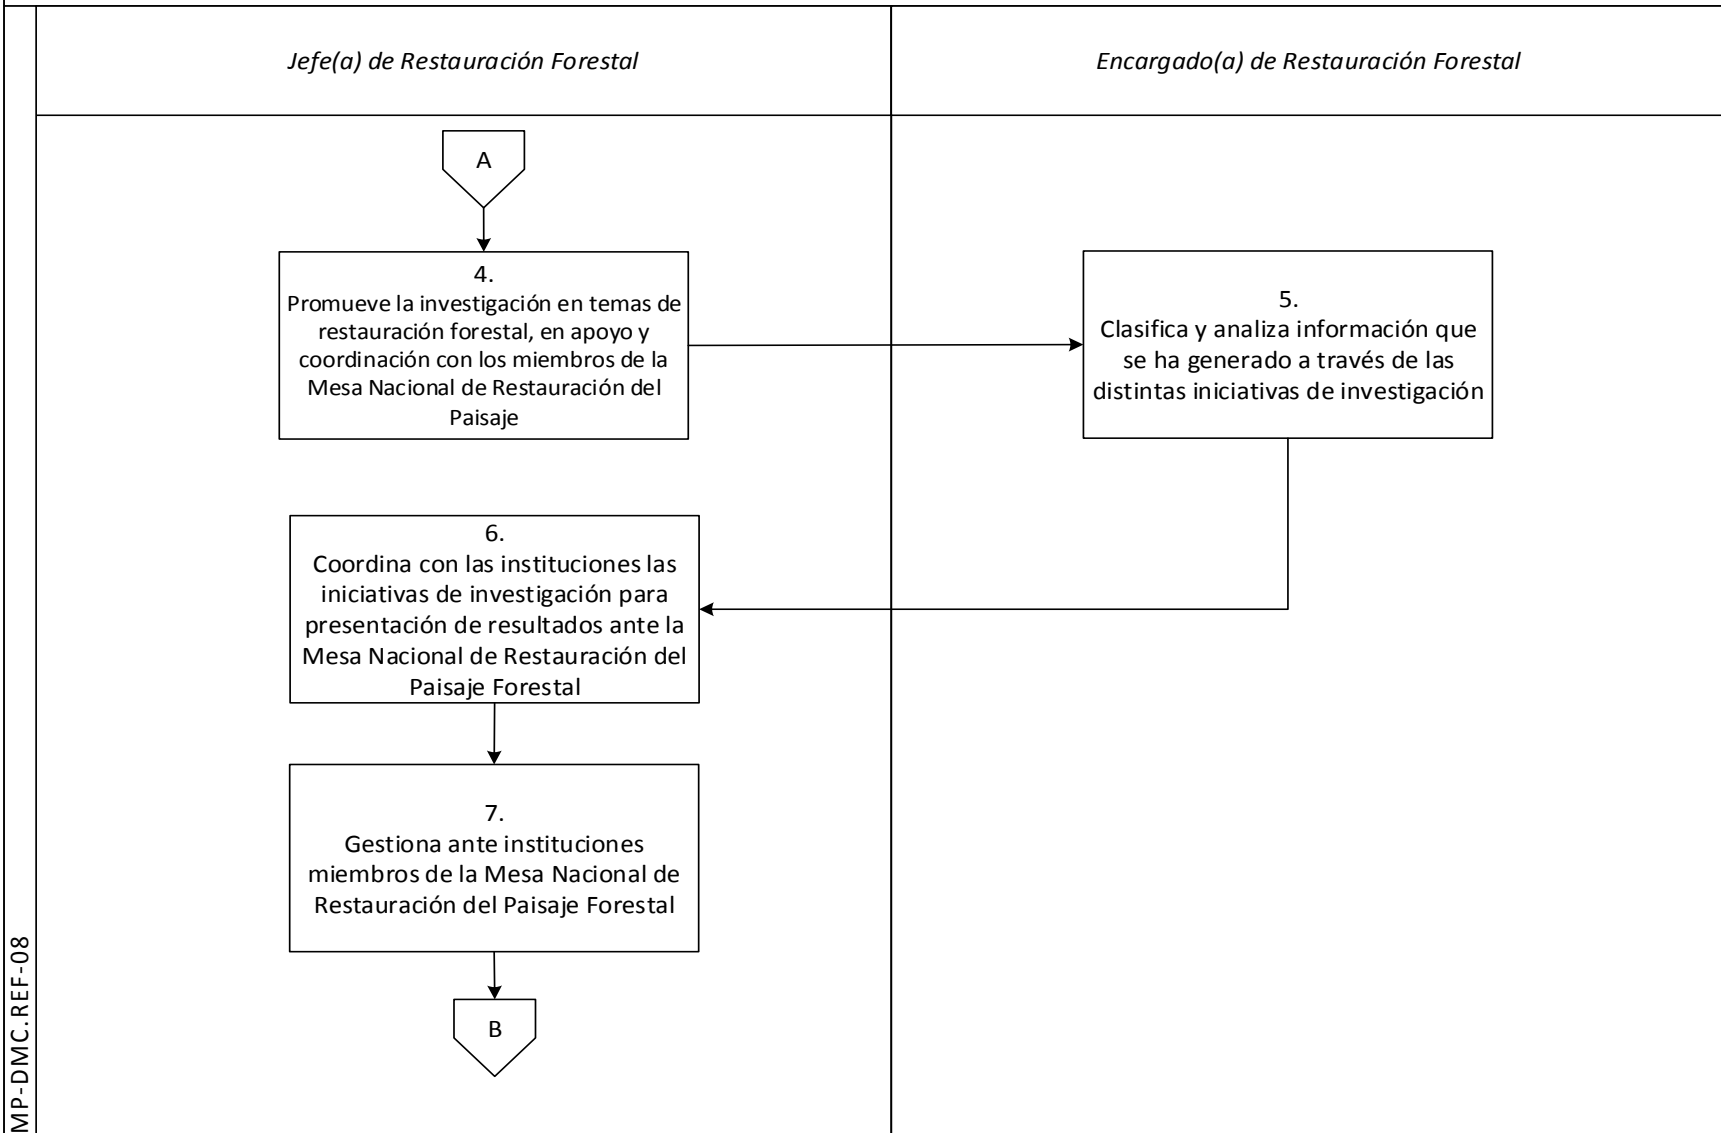 Jefe(a) de Restauración Forestal
Encargado(a) de Restauración Forestal
A
4.
Promueve la investigación en temas de
restauración forestal, en apoyo y
coordinación con los miembros de la
Mesa Nacional de Restauración del
Paisaje
5.
Clasifica y analiza información que
se ha generado a través de las
distintas iniciativas de investigación
6.
Coordina con las instituciones las
iniciativas de investigación para
presentación de resultados ante la
Mesa Nacional de Restauración del
Paisaje Forestal
7.
Gestiona ante instituciones
miembros de la Mesa Nacional de
Restauración del Paisaje Forestal
B
MP-DMC.REF-08